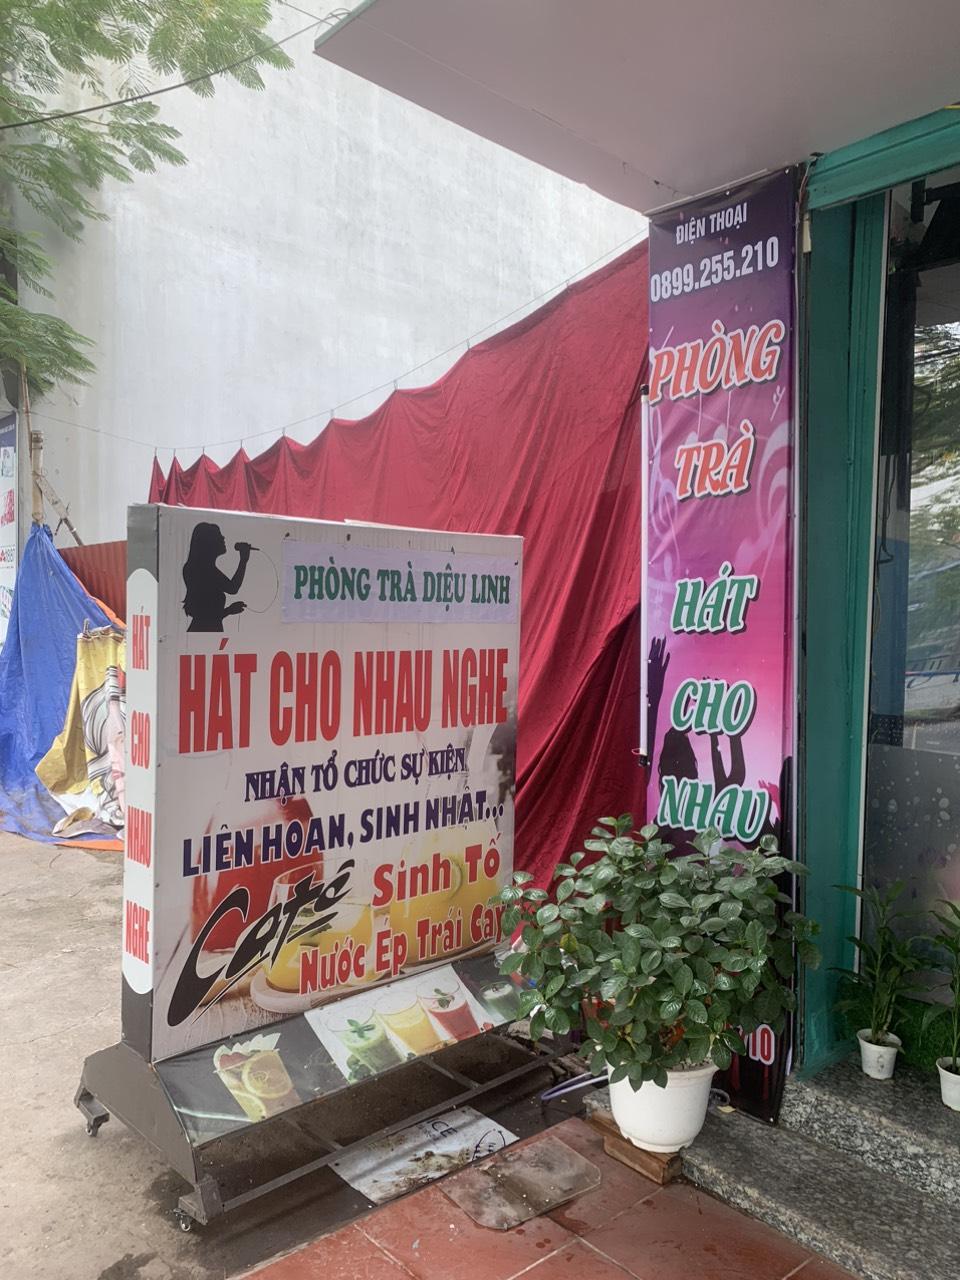 ĐIỆN THOẠI
0899.255.210
PHÒNG
TRÀ
HÁT
CHO
NHAU
PHÒNG TRÀ DIỆU LINH
HÁT CHO NHAU NGHE
NHẬN TỔ CHỨC SỰ KIỆN
LIÊN HOAN, SINH NHẬT...
Café
Sinh Tố
Nước Ép Trái Cây
HÁT
CHO
NHAU
NGHE